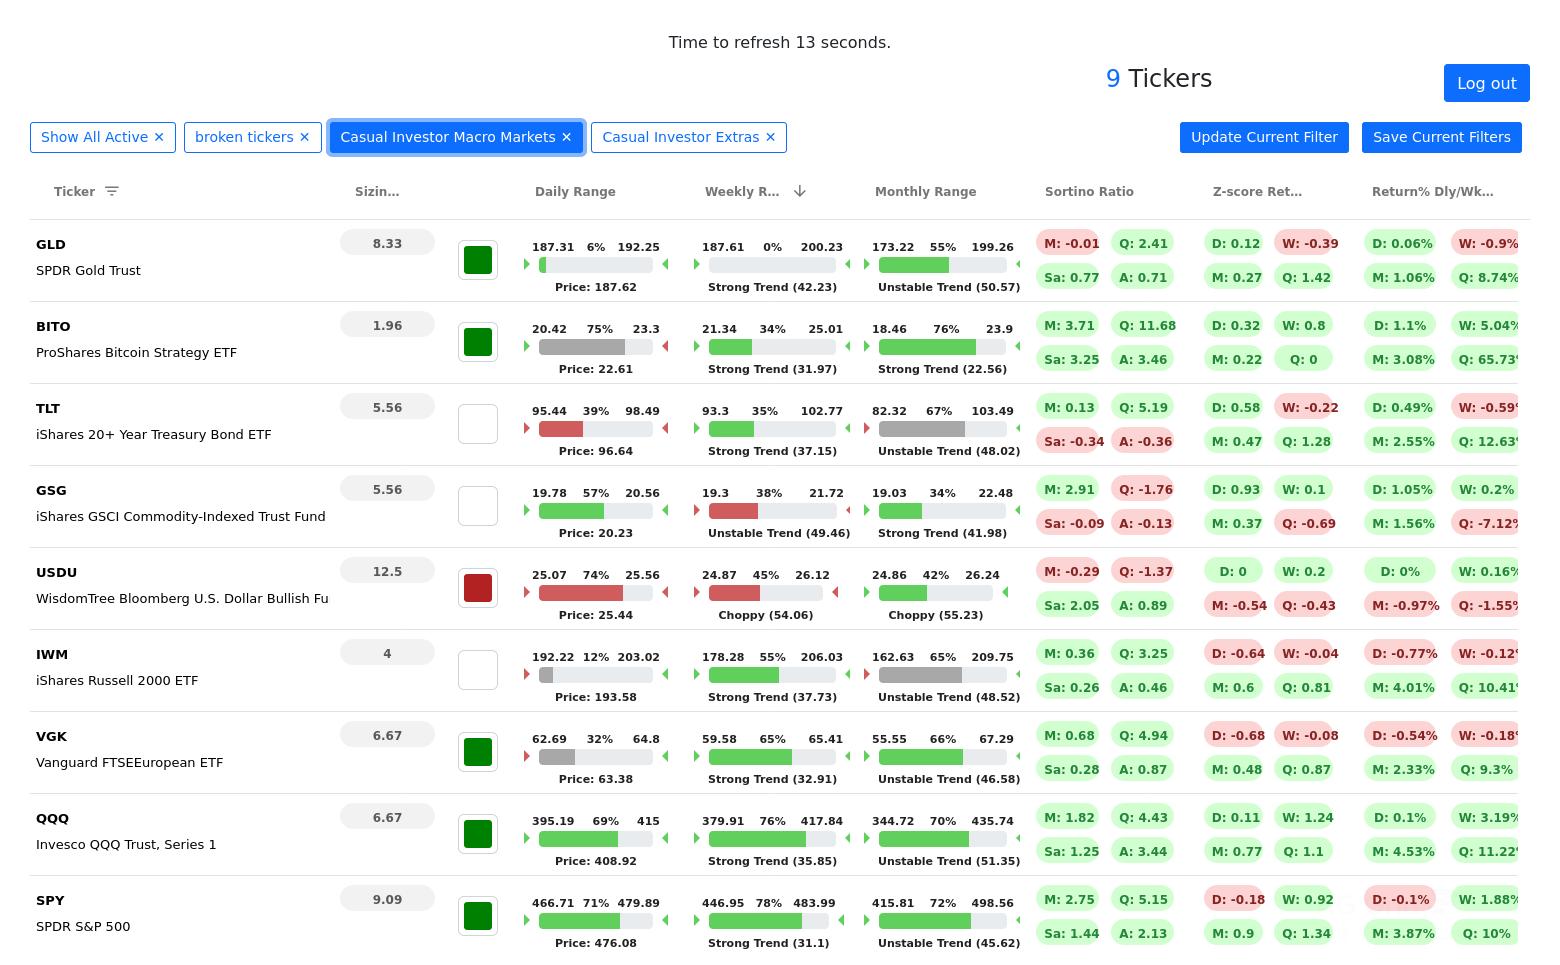 Time to refresh 13 seconds.
9 Tickers
Log out
Show All Active ✕ broken tickers ✕ Casual Investor Macro Markets ✕ Casual Investor Extras ✕ Update Current Filter Save Current Filters
Ticker Sizin... Daily Range Weekly R... Monthly Range Sortino Ratio Z-score Ret... Return% Dly/Wk...
GLD 8.33 187.31 6% 192.25 187.61 0% 200.23 173.22 55% 199.26 M: -0.01 Q: 2.41 D: 0.12 W: -0.39 D: 0.06% W: -0.9%
SPDR Gold Trust Sa: 0.77 A: 0.71 M: 0.27 Q: 1.42 M: 1.06% Q: 8.74%
Price: 187.62 Strong Trend (42.23) Unstable Trend (50.57)
BITO 1.96 20.42 75% 23.3 21.34 34% 25.01 18.46 76% 23.9 M: 3.71 Q: 11.68 D: 0.32 W: 0.8 D: 1.1% W: 5.04%
ProShares Bitcoin Strategy ETF Sa: 3.25 A: 3.46 M: 0.22 Q: 0 M: 3.08% Q: 65.73%
Price: 22.61 Strong Trend (31.97) Strong Trend (22.56)
TLT 5.56 95.44 39% 98.49 93.3 35% 102.77 82.32 67% 103.49 M: 0.13 Q: 5.19 D: 0.58 W: -0.22 D: 0.49% W: -0.59%
iShares 20+ Year Treasury Bond ETF Sa: -0.34 A: -0.36 M: 0.47 Q: 1.28 M: 2.55% Q: 12.63%
Price: 96.64 Strong Trend (37.15) Unstable Trend (48.02)
GSG 5.56 19.78 57% 20.56 19.3 38% 21.72 19.03 34% 22.48 M: 2.91 Q: -1.76 D: 0.93 W: 0.1 D: 1.05% W: 0.2%
iShares GSCI Commodity-Indexed Trust Fund Sa: -0.09 A: -0.13 M: 0.37 Q: -0.69 M: 1.56% Q: -7.12%
Price: 20.23 Unstable Trend (49.46) Strong Trend (41.98)
USDU 12.5 25.07 74% 25.56 24.87 45% 26.12 24.86 42% 26.24 M: -0.29 Q: -1.37 D: 0 W: 0.2 D: 0% W: 0.16%
WisdomTree Bloomberg U.S. Dollar Bullish Fu Sa: 2.05 A: 0.89 M: -0.54 Q: -0.43 M: -0.97% Q: -1.55%
Price: 25.44 Choppy (54.06) Choppy (55.23)
IWM 4 192.22 12% 203.02 178.28 55% 206.03 162.63 65% 209.75 M: 0.36 Q: 3.25 D: -0.64 W: -0.04 D: -0.77% W: -0.12%
iShares Russell 2000 ETF Sa: 0.26 A: 0.46 M: 0.6 Q: 0.81 M: 4.01% Q: 10.41%
Price: 193.58 Strong Trend (37.73) Unstable Trend (48.52)
VGK 6.67 62.69 32% 64.8 59.58 65% 65.41 55.55 66% 67.29 M: 0.68 Q: 4.94 D: -0.68 W: -0.08 D: -0.54% W: -0.18%
Vanguard FTSEEuropean ETF Sa: 0.28 A: 0.87 M: 0.48 Q: 0.87 M: 2.33% Q: 9.3%
Price: 63.38 Strong Trend (32.91) Unstable Trend (46.58)
QQQ 6.67 395.19 69% 415 379.91 76% 417.84 344.72 70% 435.74 M: 1.82 Q: 4.43 D: 0.11 W: 1.24 D: 0.1% W: 3.19%
Invesco QQQ Trust, Series 1 Sa: 1.25 A: 3.44 M: 0.77 Q: 1.1 M: 4.53% Q: 11.22%
Price: 408.92 Strong Trend (35.85) Unstable Trend (51.35)
SPY 9.09 466.71 71% 479.89 446.95 78% 483.99 415.81 72% 498.56 M: 2.75 Q: 5.15 D: -0.18 W: 0.92 D: -0.1% W: 1.88%
SPDR S&P 500 Sa: 1.44 A: 2.13 M: 0.9 Q: 1.34 M: 3.87% Q: 10%
Price: 476.08 Strong Trend (31.1) Unstable Trend (45.62)